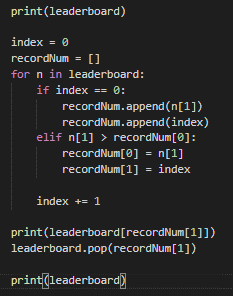 print(leaderboard)
index = 0
recordNum = []
for n in leaderboard:
    if index == 0:
        recordNum.append(n[1])
        recordNum.append(index)
    elif n[1] > recordNum[0]:
        recordNum[0] = n[1]
        recordNum[1] = index
    index += 1
print(leaderboard[recordNum[1]])
leaderboard.pop(recordNum[1])
print(leaderboard)